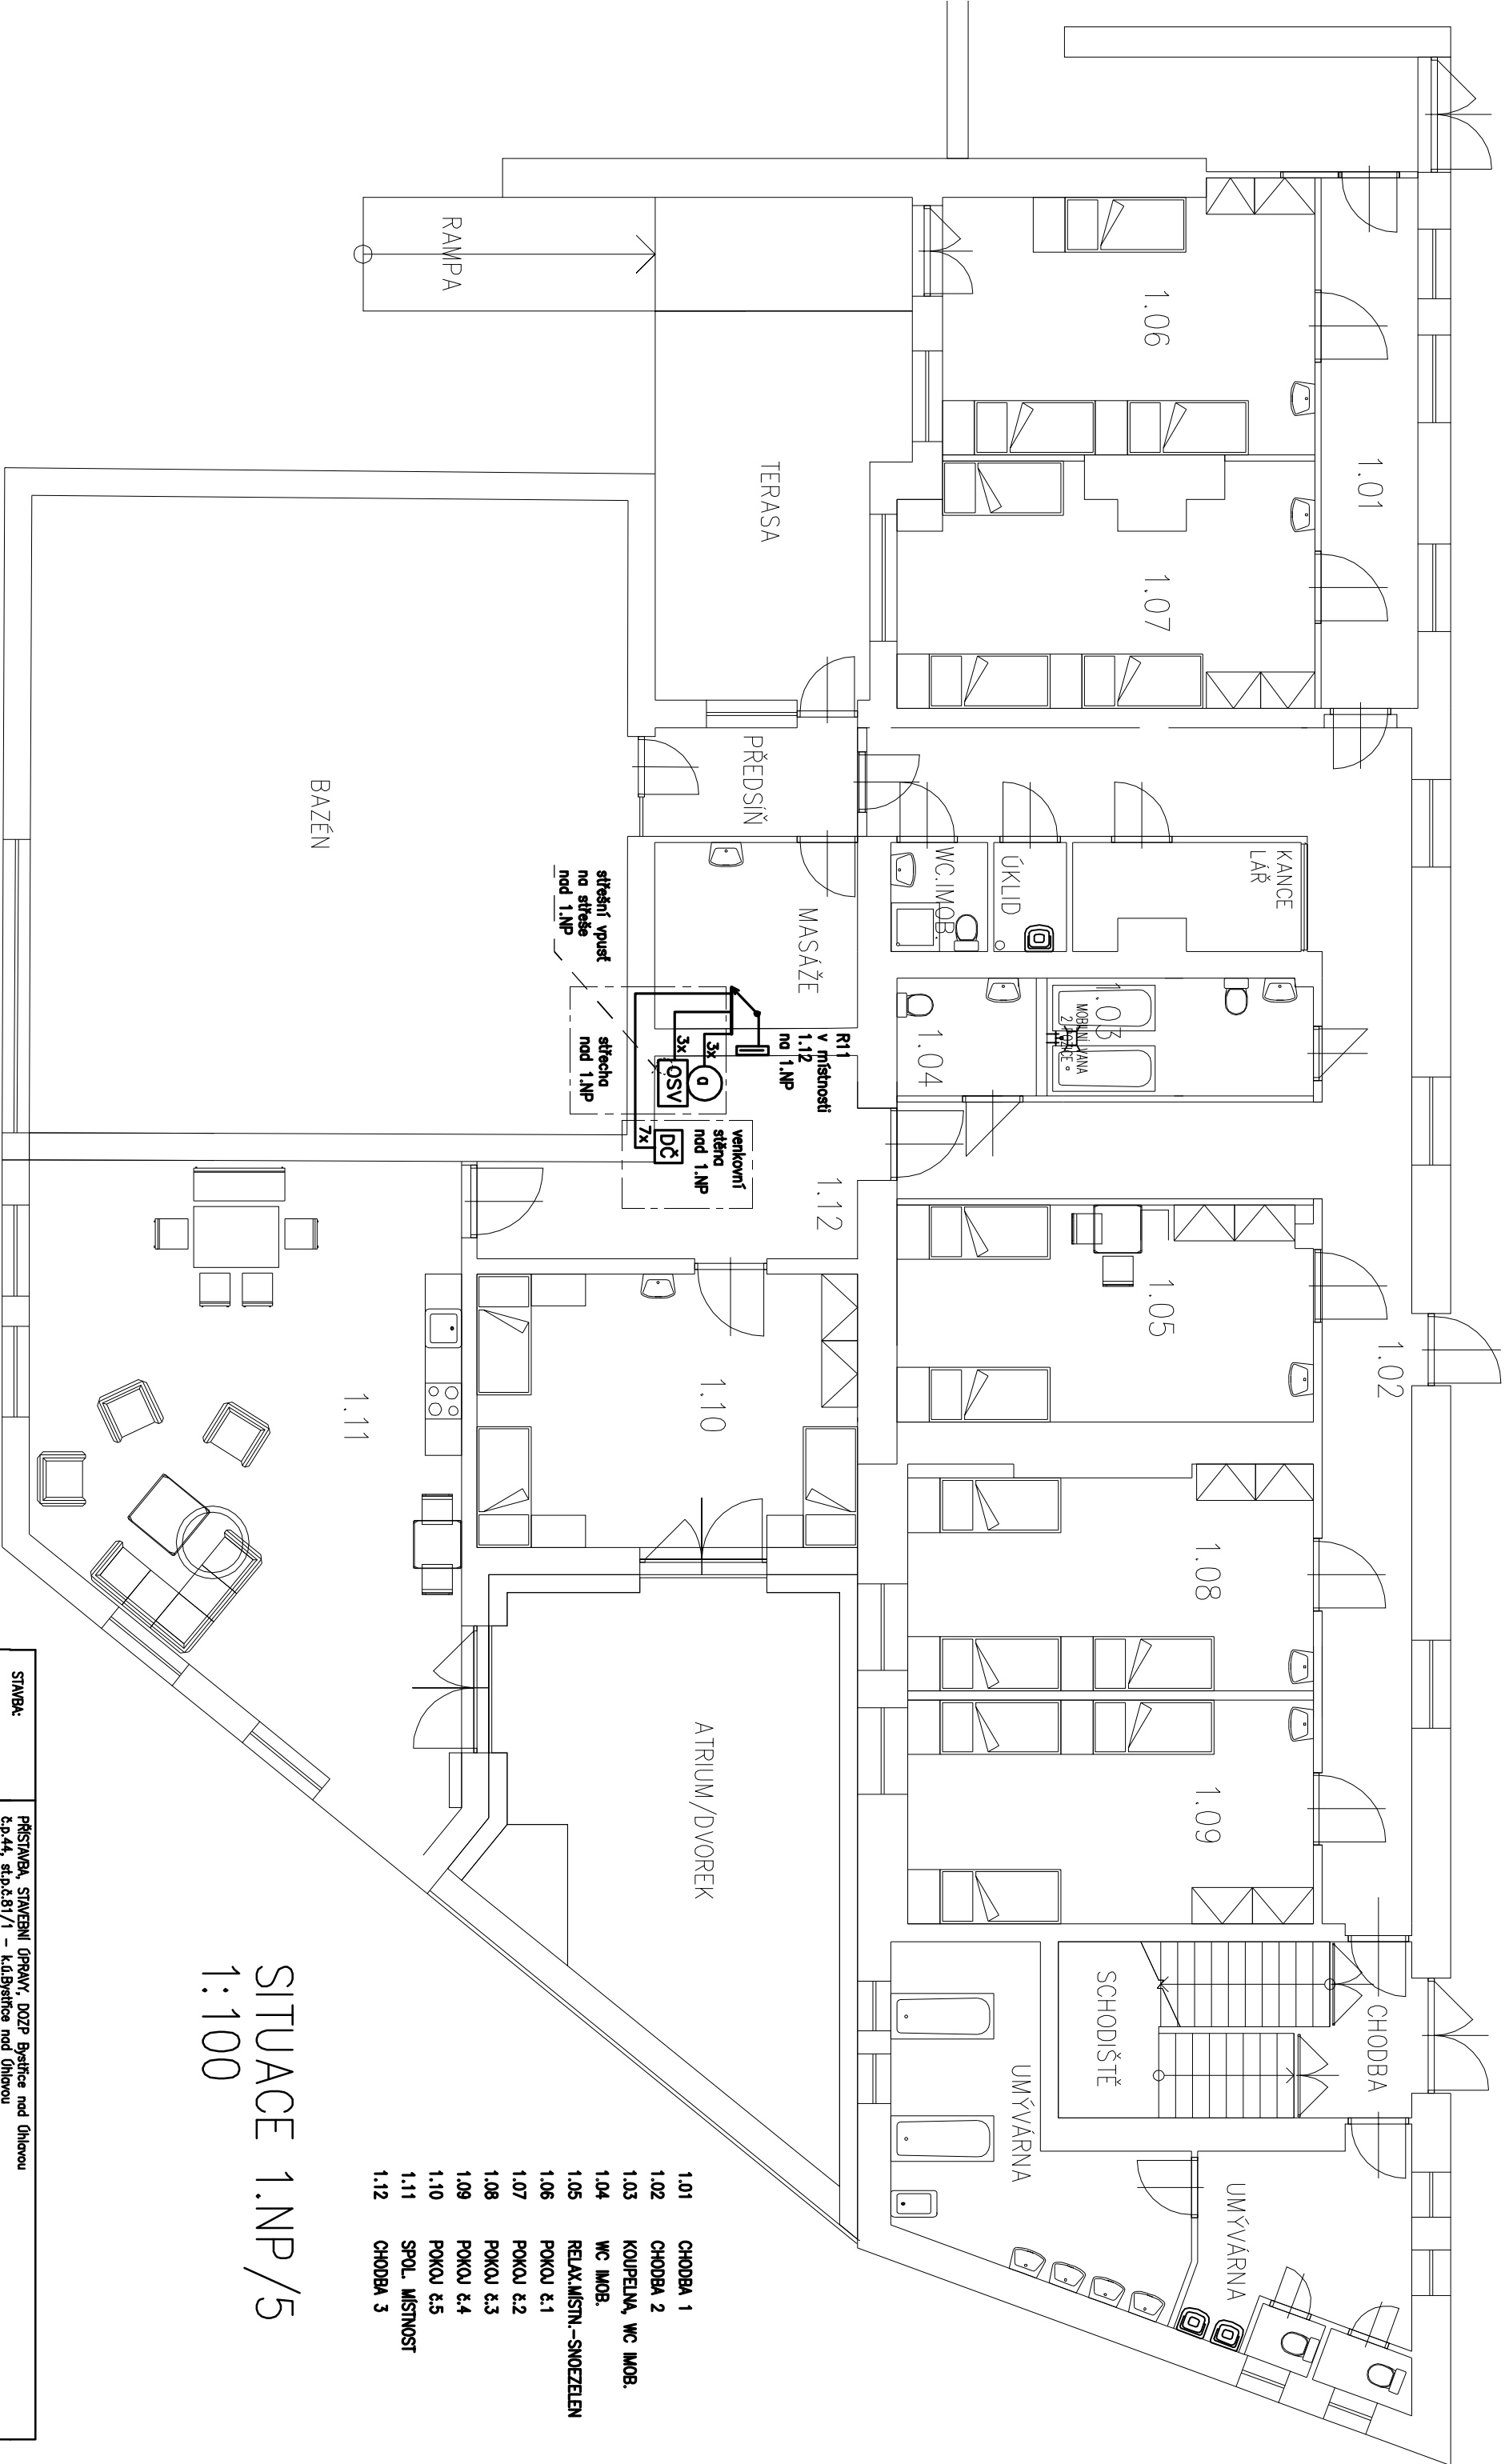 1.01
1.06
1.07
RAMPA
TERASA
PŘEDSÍŇ
BAZÉN
MASÁŽE
WC.IMOB.
ÚKLID
KANCE
LÁŘ
1.03
MOBILNÍ VANA
2 POZICE
1.04
střešní vpusť
na střeše
nad 1.NP
střecha
nad 1.NP
3x
3x
a
OSV
7x
DČ
R11
v místnosti
1.12
na 1.NP
venkovní
stěna
nad 1.NP
1.12
1.02
1.05
1.10
1.11
1.08
1.09
ATRIUM/DVOREK
SCHODIŠTĚ
CHODBA
UMÝVÁRNA
UMÝVÁRNA
1.01 CHODBA 1
1.02 CHODBA 2
1.03 KOUPELNA, WC IMOB.
1.04 WC IMOB.
1.05 RELAX.MISTN.-SNOEZELEN
1.06 POKOJ č.1
1.07 POKOJ č.2
1.08 POKOJ č.3
1.09 POKOJ č.4
1.10 POKOJ č.5
1.11 SPOL. MÍSTNOST
1.12 CHODBA 3
SITUACE 1.NP/5
1:100
STAVBA:
PŘÍSTAVBA, STAVEBNÍ ÚPRAVY, DOZP Bystřice nad Úhlavou
č.p.44, st.p.č.81/1 - k.ú.Bystřice nad Úhlavou